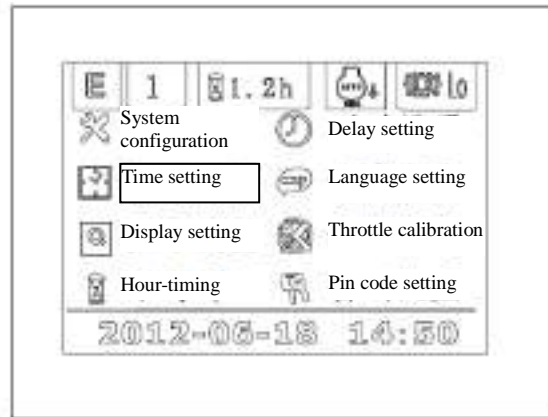 E 1 1.2h lo
System
configuration
Delay setting
Time setting
Language setting
Display setting
Throttle calibration
Hour-timing
Pin code setting
2012-06-18 14:50